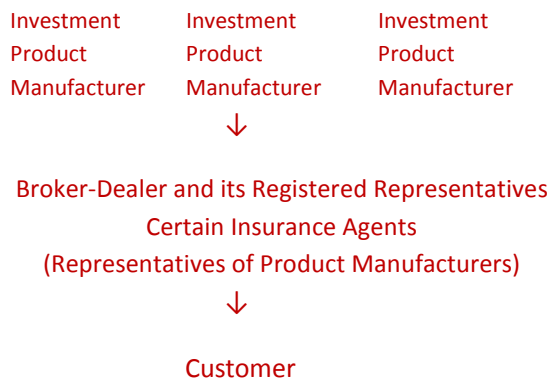 Investment Investment Investment
Product Product Product
Manufacturer Manufacturer Manufacturer
↓
Broker-Dealer and its Registered Representatives
Certain Insurance Agents
(Representatives of Product Manufacturers)
↓
Customer